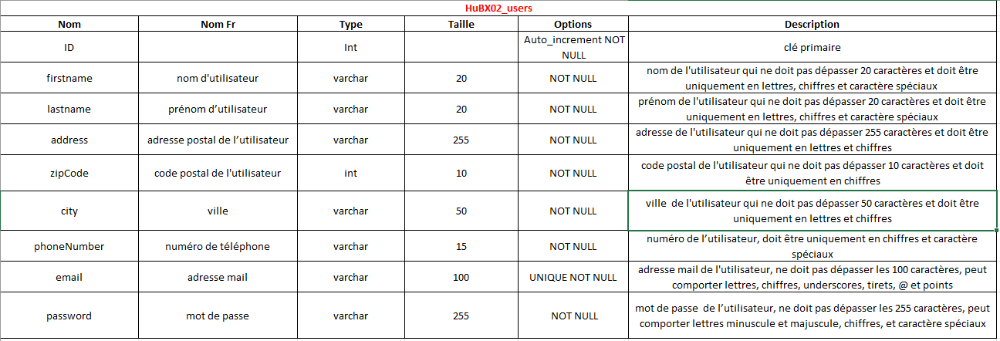 HuBX02_users
Nom Nom Fr Type Taille Options Description
ID Int Auto_increment NOT NULL clé primaire
firstname nom d'utilisateur varchar 20 NOT NULL nom de l'utilisateur qui ne doit pas dépasser 20 caractères et doit être
uniquement en lettres, chiffres et caractère spéciaux
lastname prénom d’utilisateur varchar 20 NOT NULL prénom de l'utilisateur qui ne doit pas dépasser 20 caractères et doit être
uniquement en lettres, chiffres et caractère spéciaux
address adresse postal de l’utilisateur varchar 255 NOT NULL adresse de l'utilisateur qui ne doit pas dépasser 255 caractères et doit être
uniquement en lettres et chiffres
zipCode code postal de l'utilisateur int 10 NOT NULL code postal de l'utilisateur qui ne doit pas dépasser 10 caractères et doit
être uniquement en chiffres
city ville varchar 50 NOT NULL ville  de l'utilisateur qui ne doit pas dépasser 50 caractères et doit être
uniquement en lettres et chiffres
phoneNumber numéro de téléphone varchar 15 NOT NULL numéro de l’utilisateur, doit être uniquement en chiffres et caractère
spéciaux
email adresse mail varchar 100 UNIQUE NOT NULL adresse mail de l'utilisateur, ne doit pas dépasser les 100 caractères, peut
comporter lettres, chiffres, underscores, tirets, @ et points
password mot de passe varchar 255 NOT NULL mot de passe  de l’utilisateur, ne doit pas dépasser les 255 caractères, peut
comporter lettres minuscule et majuscule, chiffres, et caractère spéciaux